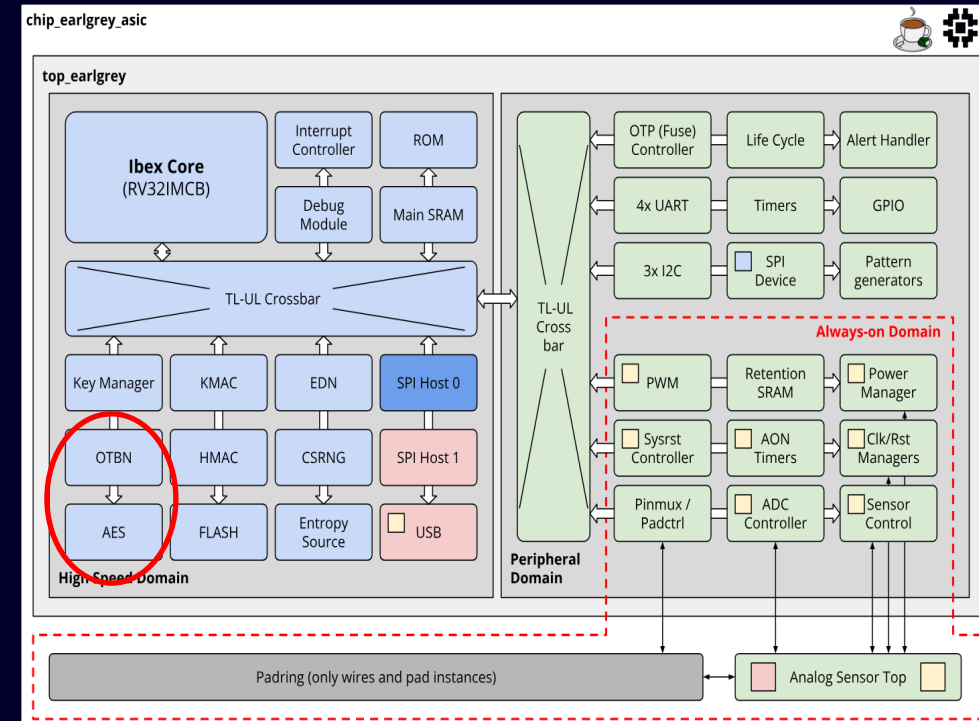 chip_earlgrey_asic
top_earlgrey
Ibex Core
(RV32IMCB)
Interrupt
Controller
ROM
Debug
Module
Main SRAM
TL-UL Crossbar
Key Manager
KMAC
EDN
SPI Host 0
OTBN
HMAC
CSRNG
SPI Host 1
AES
FLASH
Entropy
Source
USB
High Speed Domain
TL-UL
Cross
bar
Peripheral
Domain
OTP (Fuse)
Controller
Life Cycle
Alert Handler
4x UART
Timers
GPIO
3x I2C
SPI
Device
Pattern
generators
Always-on Domain
PWM
Retention
SRAM
Power
Manager
Sysrst
Controller
AON
Timers
Clk/Rst
Managers
Pinmux /
Padctrl
ADC
Controller
Sensor
Control
Padring (only wires and pad instances)
Analog Sensor Top